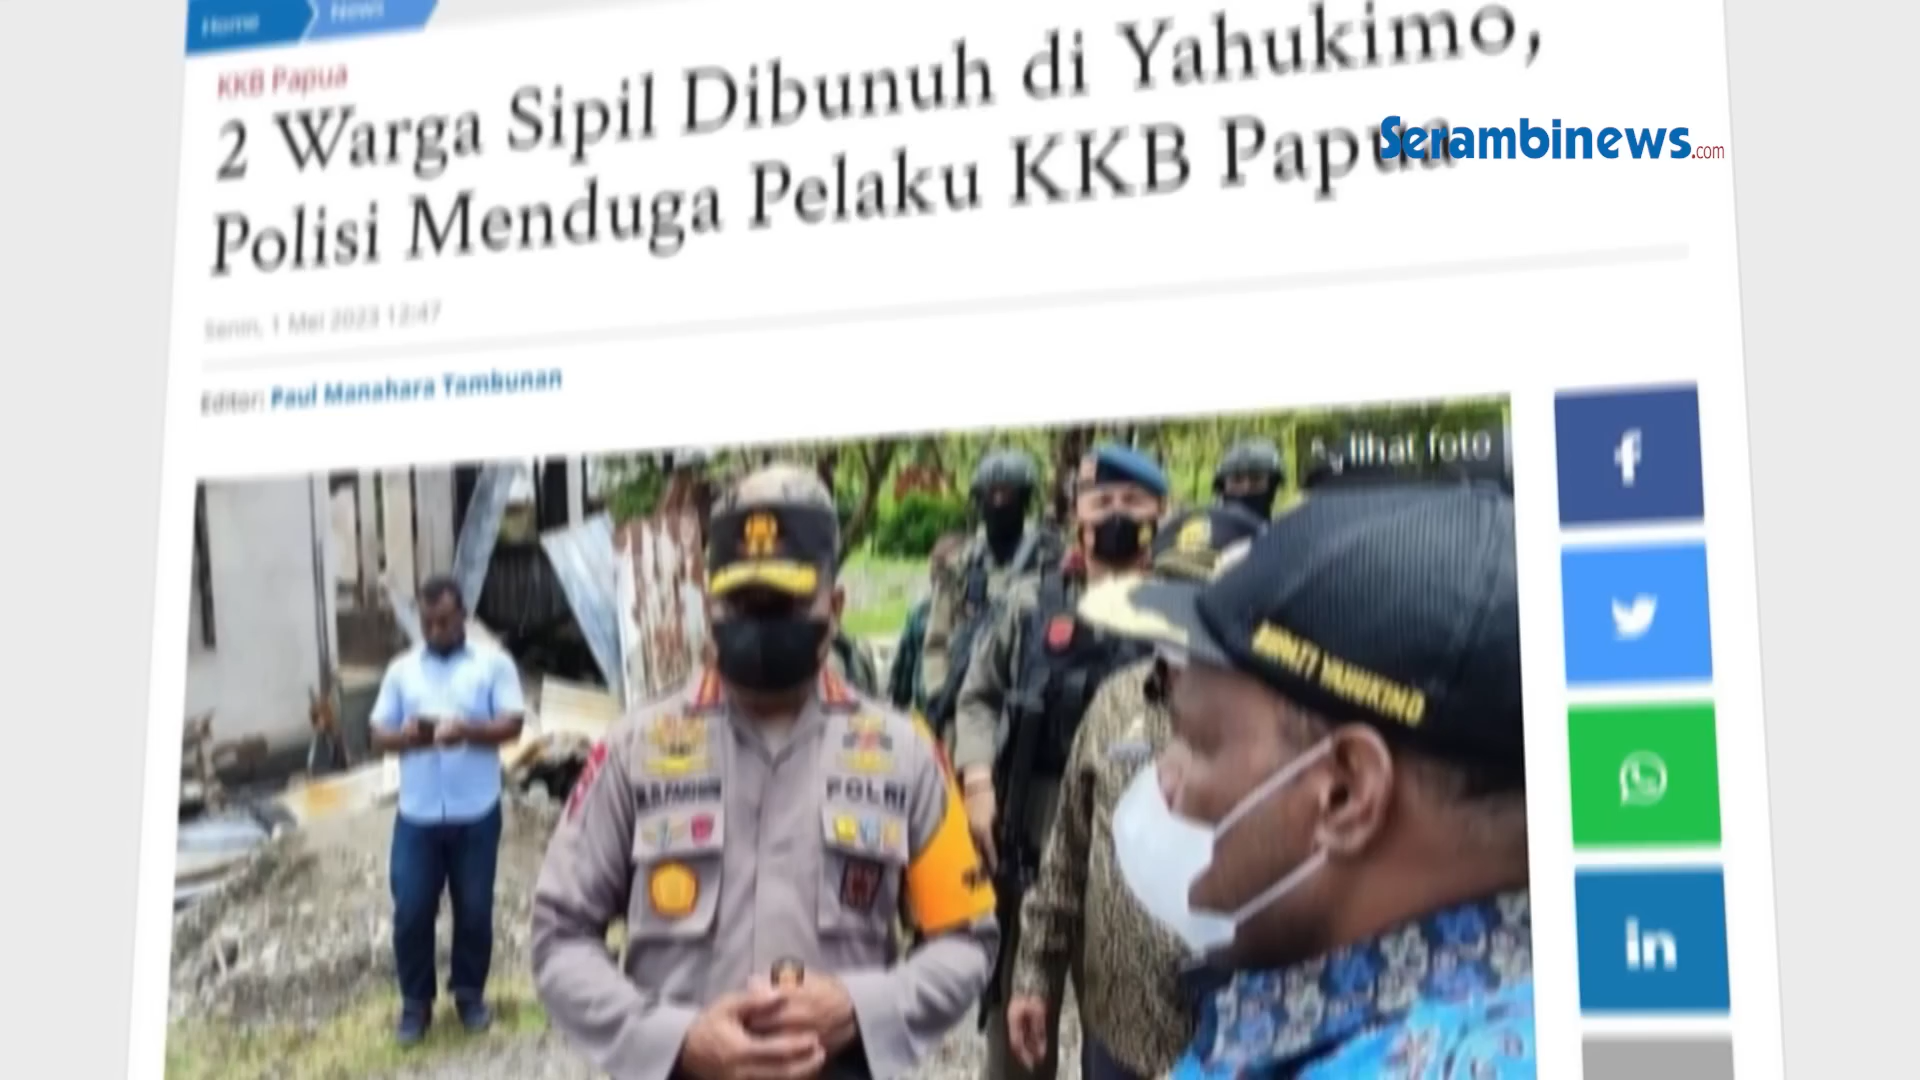 Home
News
KKB Papua
2 Warga Sipil Dibunuh di Yahukimo,
Polisi Menduga Pelaku KKB Papua
Serambinews.com
Senin, 1 Mei 2023 12:47
Editor: Paul Manahara Tambunan
lihat foto
BUPATI YAHUKIMO
POLRI
f
in